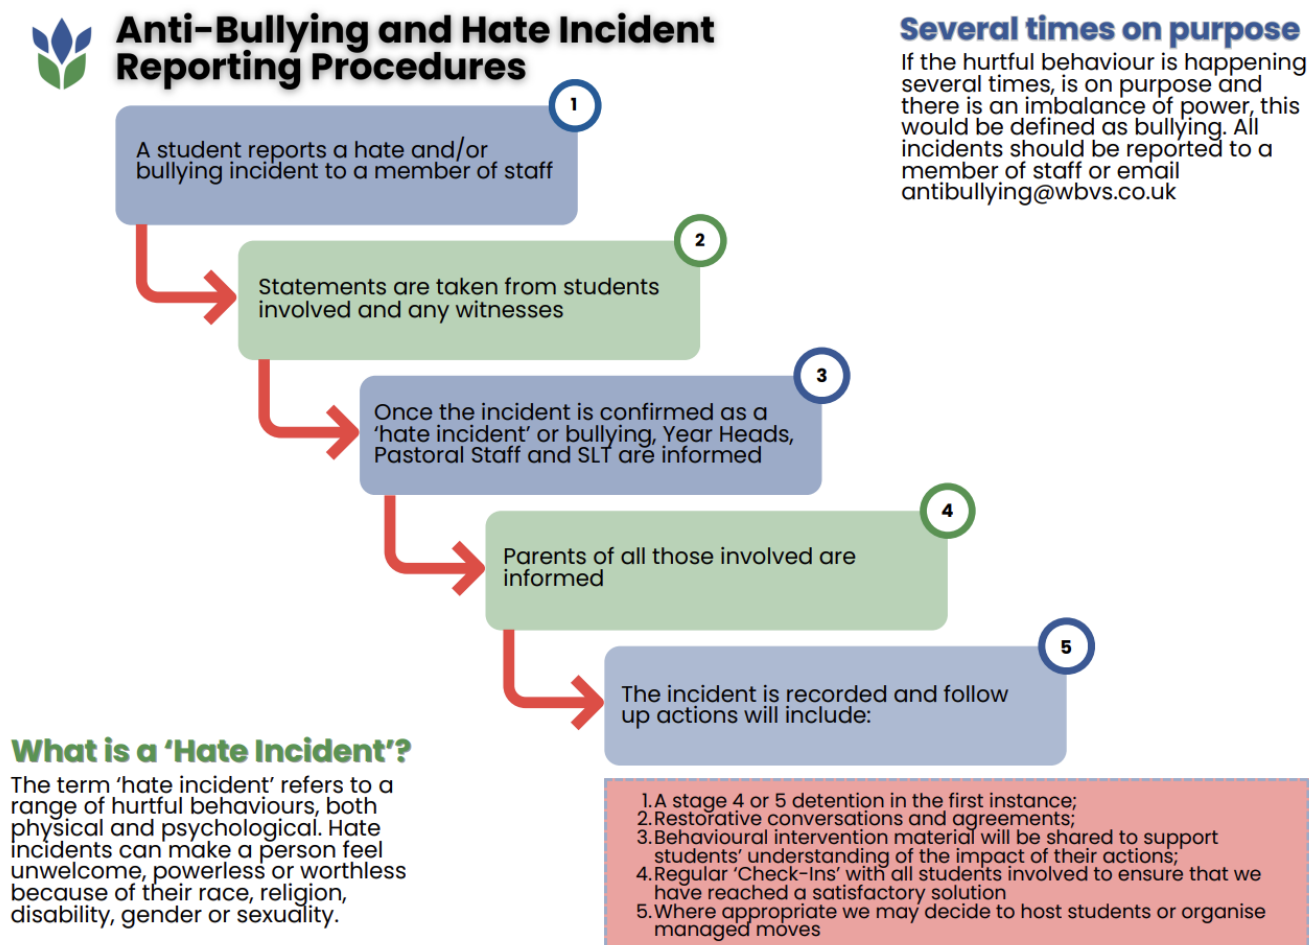 Anti-Bullying and Hate Incident
Reporting Procedures
Several times on purpose
If the hurtful behaviour is happening
several times, is on purpose and
there is an imbalance of power, this
would be defined as bullying. All
incidents should be reported to a
member of staff or email
antibullying@wbvs.co.uk
1
A student reports a hate and/or
bullying incident to a member of staff
2
Statements are taken from students
involved and any witnesses
3
Once the incident is confirmed as a
‘hate incident’ or bullying, Year Heads,
Pastoral Staff and SLT are informed
4
Parents of all those involved are
informed
5
The incident is recorded and follow
up actions will include:
1.A stage 4 or 5 detention in the first instance;
2.Restorative conversations and agreements;
3.Behavioural intervention material will be shared to support
students’ understanding of the impact of their actions;
4.Regular ‘Check-Ins’ with all students involved to ensure that we
have reached a satisfactory solution
5.Where appropriate we may decide to host students or organise
managed moves
What is a ‘Hate Incident’?
The term ‘hate incident’ refers to a
range of hurtful behaviours, both
physical and psychological. Hate
incidents can make a person feel
unwelcome, powerless or worthless
because of their race, religion,
disability, gender or sexuality.